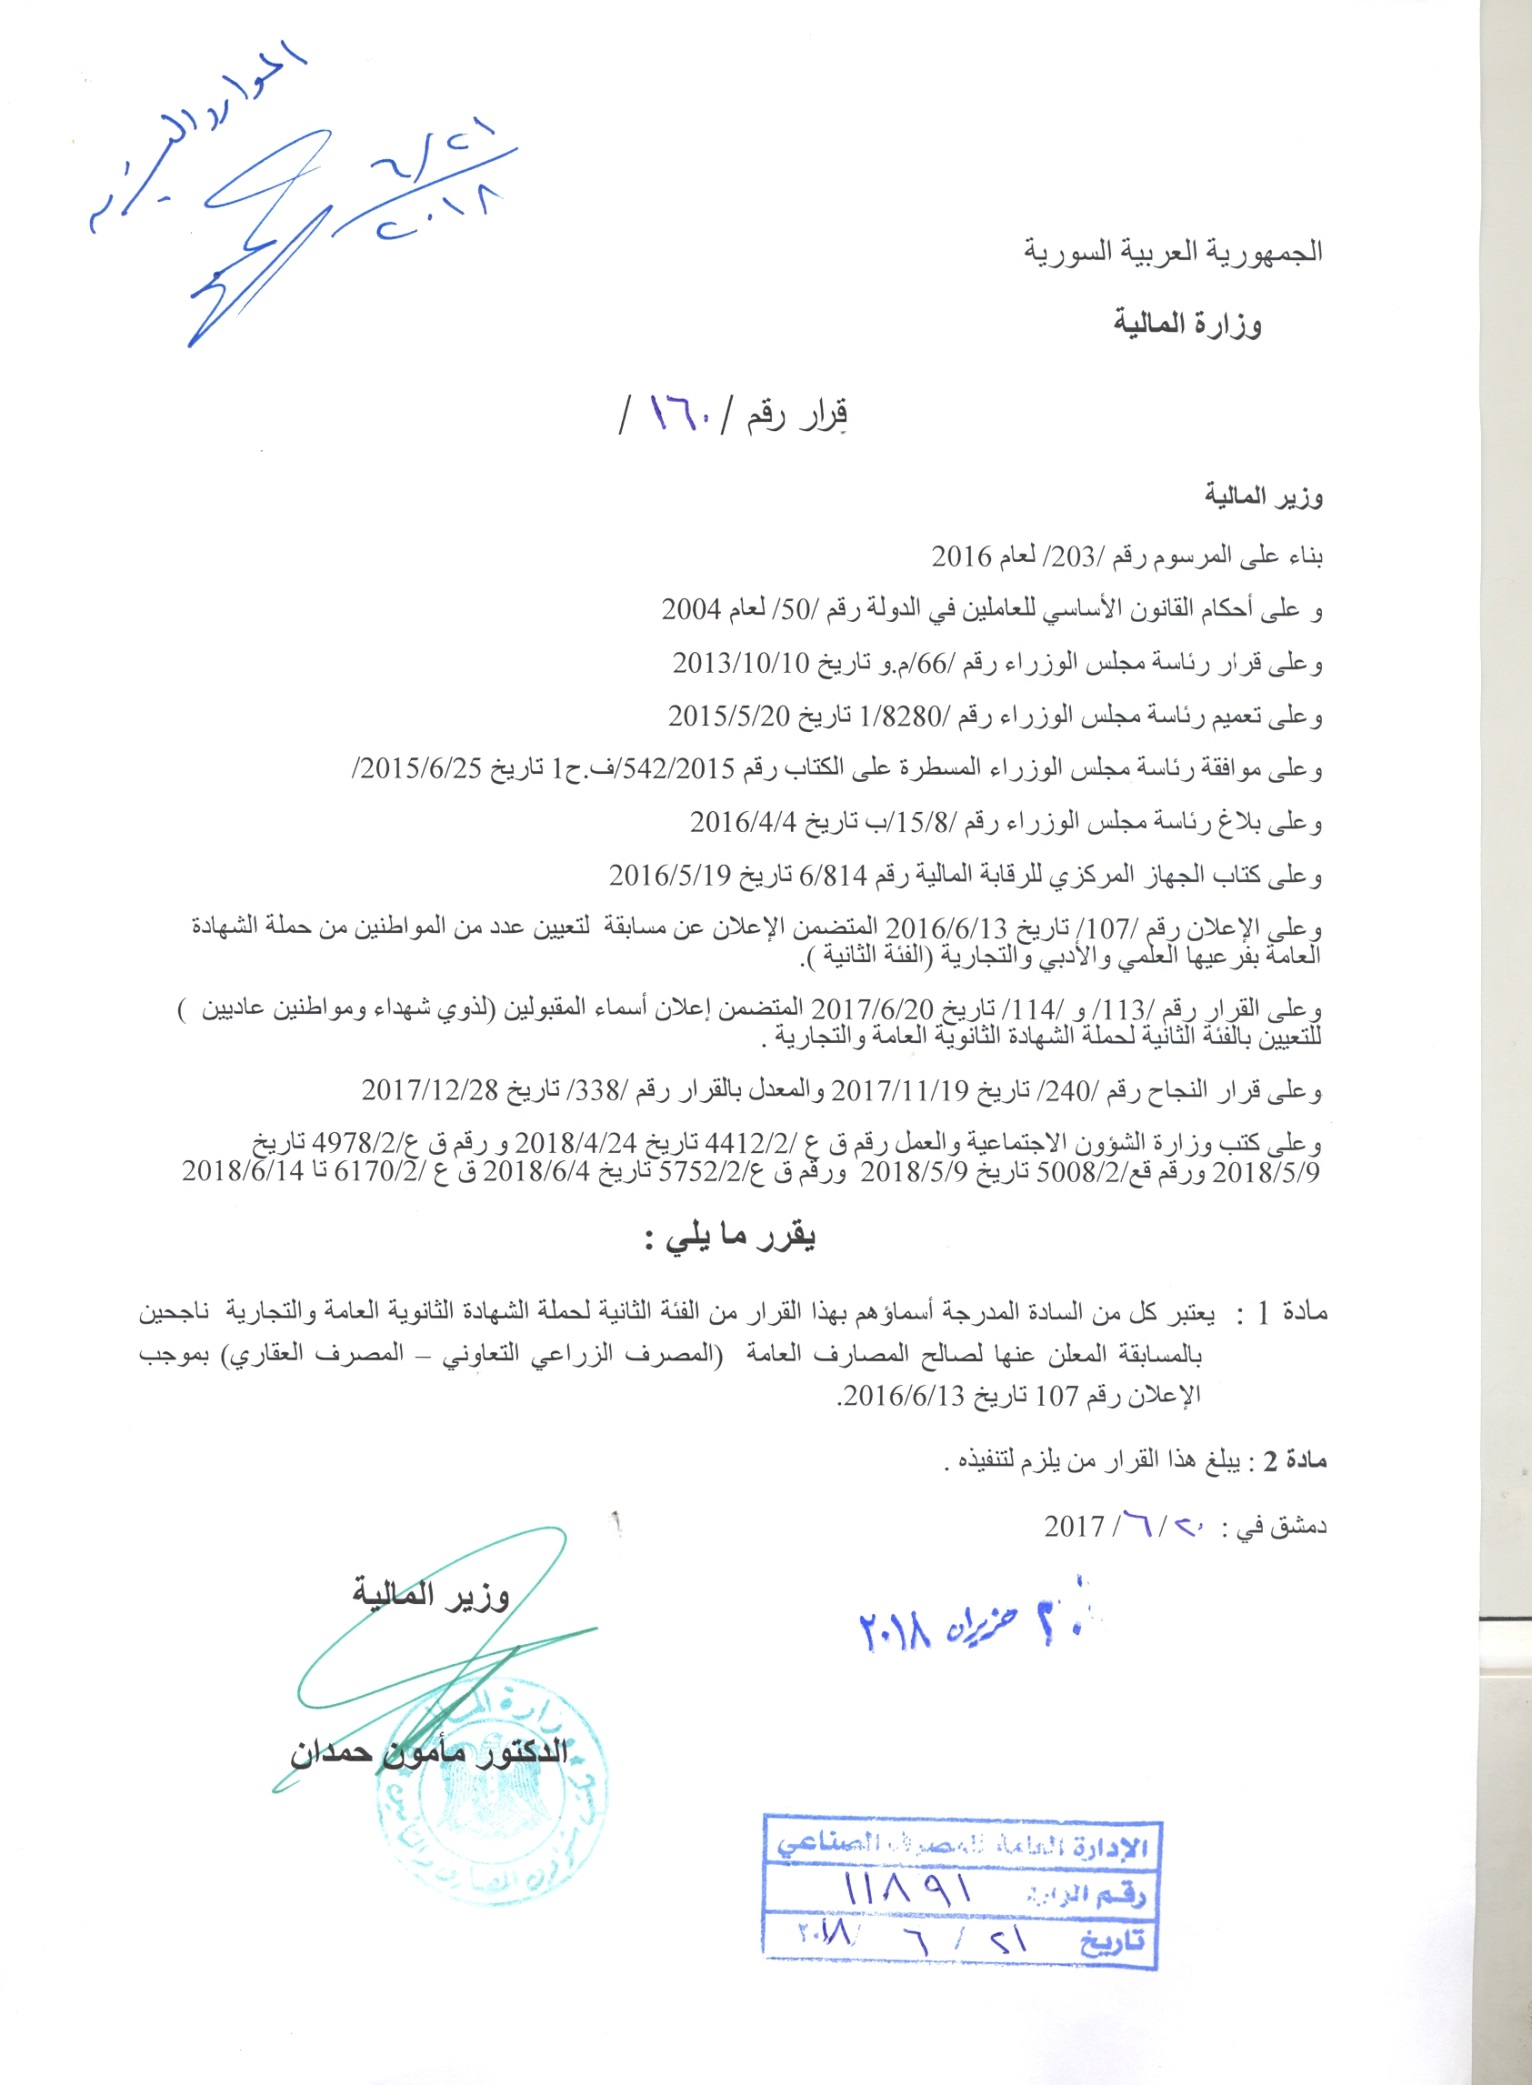 الموارد البشرية
٢١/٦
٢٠١٨
الجمهورية العربية السورية
وزارة المالية
قرار رقم /١٦٠/
وزير المالية
بناء على المرسوم رقم /203/ لعام 2016
و على أحكام القانون الأساسي للعاملين في الدولة رقم /50/ لعام 2004
وعلى قرار رئاسة مجلس الوزراء رقم /66/م.و تاريخ 2013/10/10
وعلى تعميم رئاسة مجلس الوزراء رقم /1/8280 تاريخ 2015/5/20
وعلى موافقة رئاسة مجلس الوزراء المسطرة على الكتاب رقم 542/2015/ف.ح1 تاريخ 2015/6/25/
وعلى بلاغ رئاسة مجلس الوزراء رقم /15/8/ب تاريخ 2016/4/4
وعلى كتاب الجهاز المركزي للرقابة المالية رقم 6/814 تاريخ 2016/5/19
وعلى الإعلان رقم /107/ تاريخ 2016/6/13 المتضمن الإعلان عن مسابقة لتعيين عدد من المواطنين من حملة الشهادة
العامة بفرعيها العلمي والأدبي والتجارية (الفئة الثانية ).
وعلى القرار رقم /113/ و /114/ تاريخ 2017/6/20 المتضمن إعلان أسماء المقبولين (لذوي شهداء ومواطنين عاديين )
للتعيين بالفئة الثانية لحملة الشهادة الثانوية العامة والتجارية .
وعلى قرار النجاح رقم /240/ تاريخ 2017/11/19 والمعدل بالقرار رقم /338/ تاريخ 2017/12/28
وعلى كتب وزارة الشؤون الاجتماعية والعمل رقم ق ع /4412/2 تاريخ 2018/4/24 و رقم ق ع/4978/2 تاريخ
2018/5/9 ورقم قع/5008/2 تاريخ 2018/5/9 ورقم ق ع/5752/2 تاريخ 2018/6/4 ق ع /6170/2 تا 2018/6/14
يقرر ما يلي :
مادة 1 : يعتبر كل من السادة المدرجة أسماؤهم بهذا القرار من الفئة الثانية لحملة الشهادة الثانوية العامة والتجارية ناجحين
بالمسابقة المعلن عنها لصالح المصارف العامة (المصرف الزراعي التعاوني – المصرف العقاري) بموجب
الإعلان رقم 107 تاريخ 2016/6/13.
مادة 2 : يبلغ هذا القرار من يلزم لتنفيذه .
دمشق في : ٢٠/٦/ 2017
حزيران ٢٠١٨
وزير المالية
الدكتور مأمون حمدان
الإدارة العامة للمصرف الصناعي
رقم الوارد ١١٨٩١
تاريخ ٢١ / ٦ /٢٠١٨